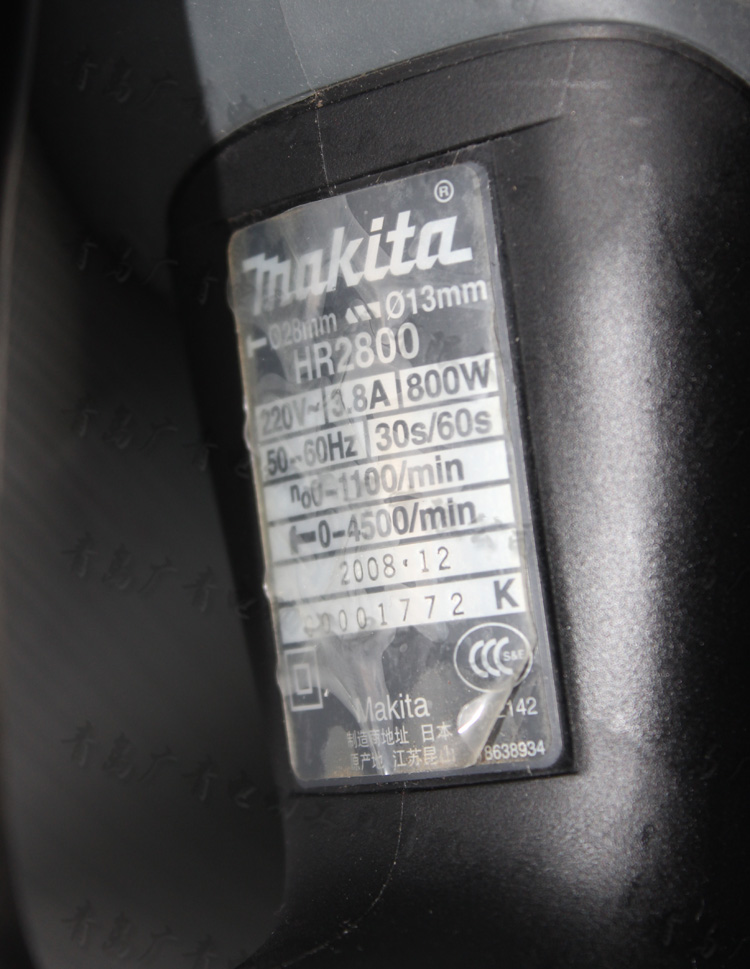 makita®
Ø28mm Ø13mm
HR2800
220V~ 3.8A 800W
50-60Hz 30s/60s
n₀0-1100/min
0-4500/min
2008·12
0001772 K
CCC S&E
Makita
制造商地址 日本
原产地 江苏昆山 8638934